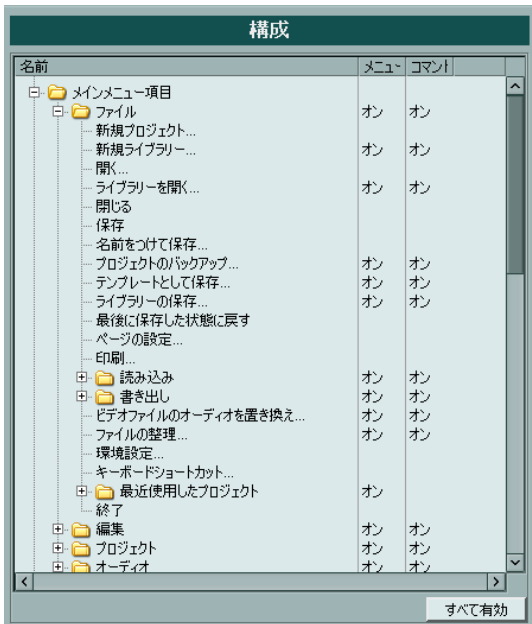 構成
名前 メニュー コマント
メインメニュー項目
ファイル オン オン
新規プロジェクト...
新規ライブラリー... オン オン
開く...
ライブラリーを開く... オン オン
閉じる
保存
名前をつけて保存...
プロジェクトのバックアップ... オン オン
テンプレートとして保存... オン オン
ライブラリーの保存... オン オン
最後に保存した状態に戻す
ページの設定...
印刷...
読み込み オン オン
書き出し オン オン
ビデオファイルのオーディオを置き換え... オン オン
ファイルの整理... オン オン
環境設定...
キーボードショートカット...
最近使用したプロジェクト オン
終了
編集 オン オン
プロジェクト オン オン
オーディオ オン オン
すべて有効